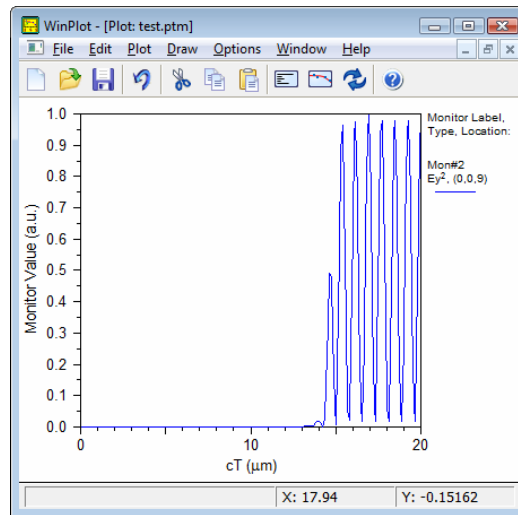 WinPlot - [Plot: test.ptm]
File Edit Plot Draw Options Window Help
Monitor Label,
Type, Location:
Mon#2
Ey², (0,0,9)
Monitor Value (a.u.)
1.0
0.9
0.8
0.7
0.6
0.5
0.4
0.3
0.2
0.1
0.0
0 10 20
cT (μm)
X: 17.94 Y: -0.15162